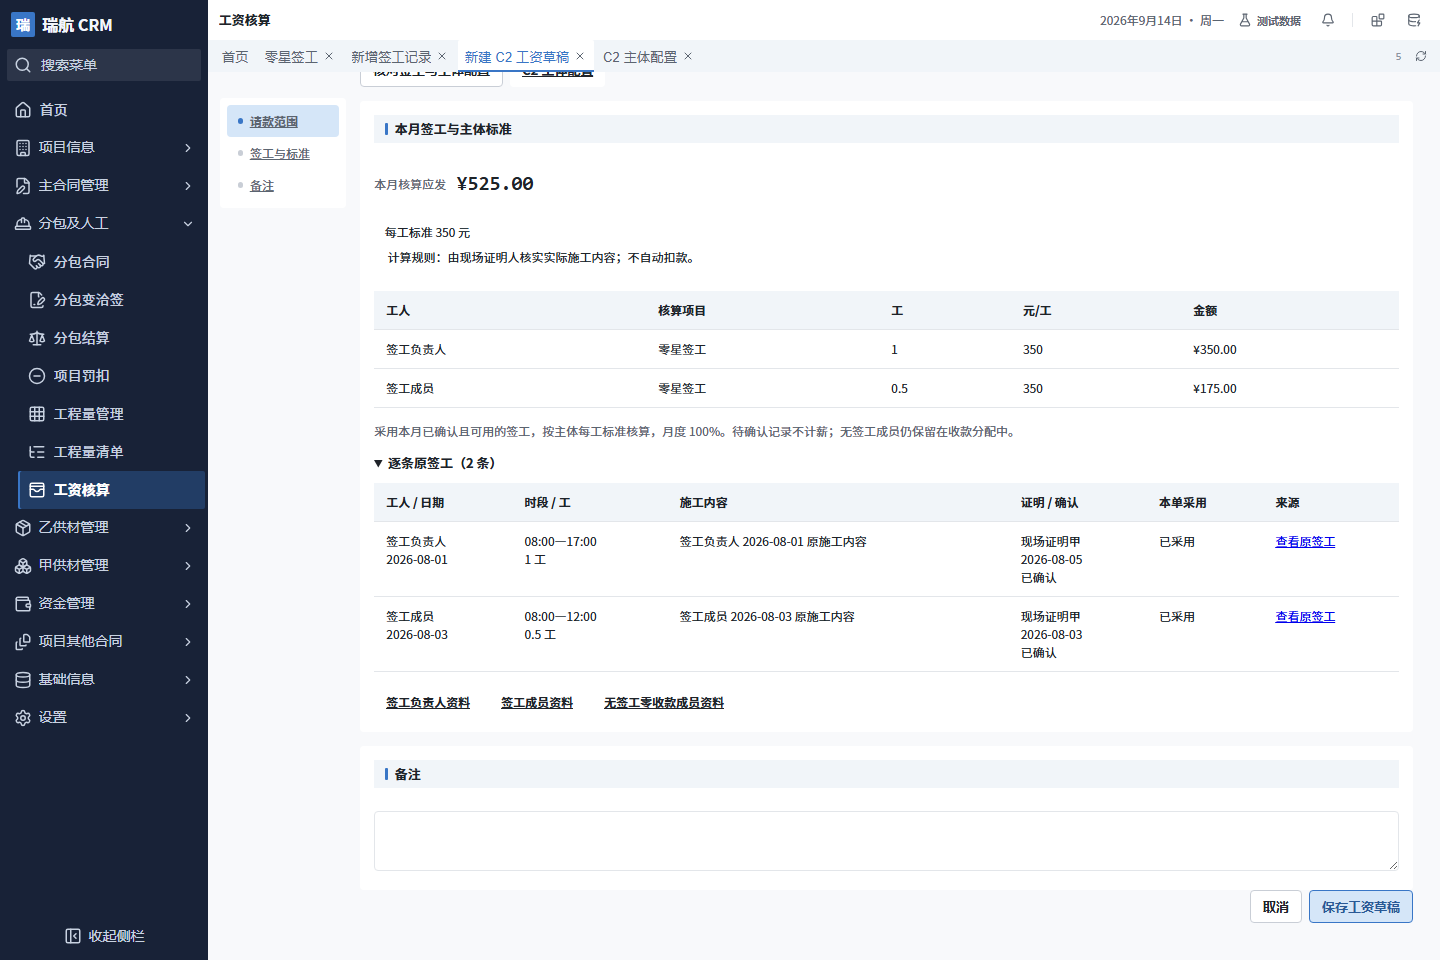 瑞 瑞航 CRM
搜索菜单
首页
项目信息
主合同管理
分包及人工
分包合同
分包变洽签
分包结算
项目罚扣
工程量管理
工程量清单
工资核算
乙供材管理
甲供材管理
资金管理
项目其他合同
基础信息
设置
收起侧栏
工资核算
2026年9月14日 • 周一 测试数据
首页 零星签工 × 新增签工记录 × 新建 C2 工资草稿 × C2 主体配置 × 5
核对签工与主体配置 C2 主体配置
请款范围
签工与标准
备注
本月签工与主体标准
本月核算应发 ¥525.00
每工标准 350 元
计算规则：由现场证明人核实实际施工内容；不自动扣款。
工人 核算项目 工 元/工 金额
签工负责人 零星签工 1 350 ¥350.00
签工成员 零星签工 0.5 350 ¥175.00
采用本月已确认且可用的签工，按主体每工标准核算，月度 100%。待确认记录不计薪；无签工成员仍保留在收款分配中。
▼ 逐条原签工（2 条）
工人 / 日期 时段 / 工 施工内容 证明 / 确认 本单采用 来源
签工负责人 08:00—17:00 签工负责人 2026-08-01 原施工内容 现场证明甲 已采用 查看原签工
2026-08-01 1 工 2026-08-05
已确认
签工成员 08:00—12:00 签工成员 2026-08-03 原施工内容 现场证明甲 已采用 查看原签工
2026-08-03 0.5 工 2026-08-03
已确认
签工负责人资料 签工成员资料 无签工零收款成员资料
备注
取消 保存工资草稿